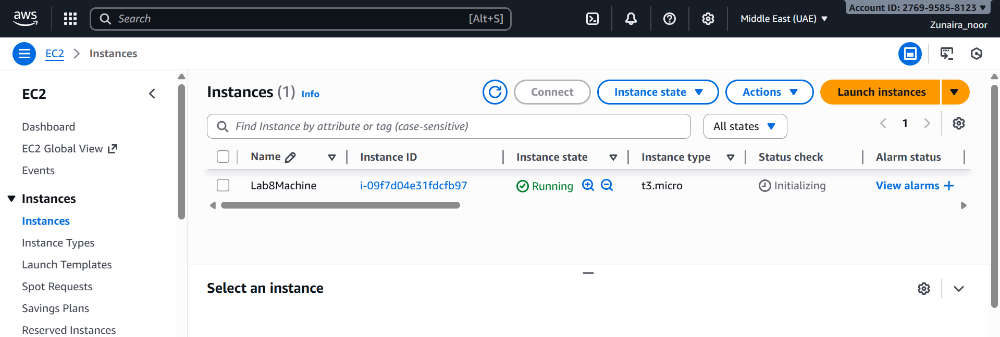 aws
Search [Alt+S]
Middle East (UAE)
Account ID: 2769-9585-8123
Zunaira_noor
EC2 Instances
EC2
Dashboard
EC2 Global View
Events
Instances
Instances
Instance Types
Launch Templates
Spot Requests
Savings Plans
Reserved Instances
Instances (1) Info
Connect
Instance state
Actions
Launch instances
Find Instance by attribute or tag (case-sensitive)
All states
1
Name Instance ID Instance state Instance type Status check Alarm status
Lab8Machine i-09f7d04e31fdcfb97 Running t3.micro Initializing View alarms
Select an instance